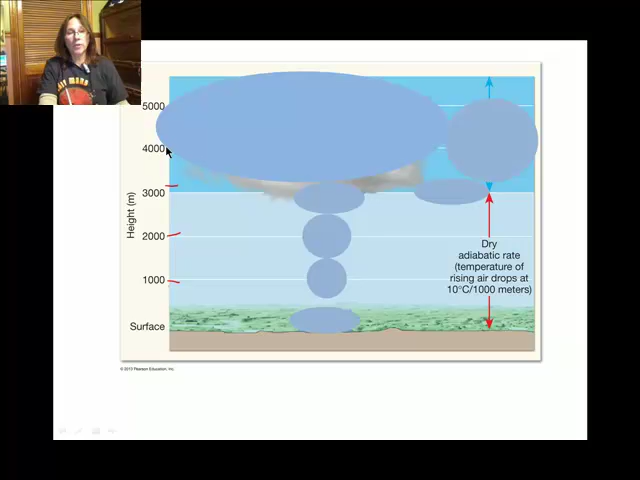 5000
4000
3000
2000
1000
Surface
Height (m)
Dry
adiabatic rate
(temperature of
rising air drops at
10°C/1000 meters)
© 2013 Pearson Education, Inc.